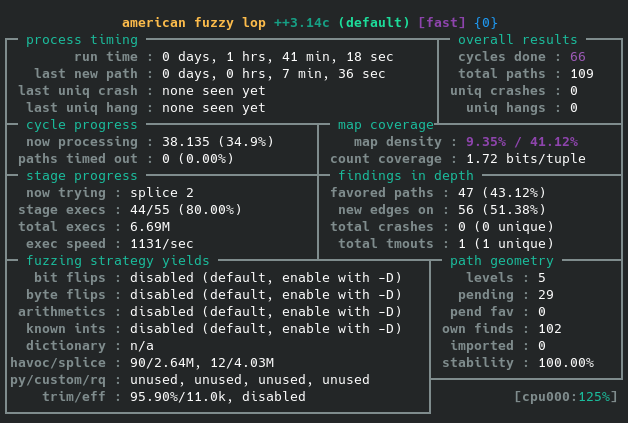 american fuzzy lop ++3.14c (default) [fast] {0}
process timing
run time : 0 days, 1 hrs, 41 min, 18 sec
last new path : 0 days, 0 hrs, 7 min, 36 sec
last uniq crash : none seen yet
last uniq hang : none seen yet
overall results
cycles done : 66
total paths : 109
uniq crashes : 0
uniq hangs : 0
cycle progress
now processing : 38.135 (34.9%)
paths timed out : 0 (0.00%)
map coverage
map density : 9.35% / 41.12%
count coverage : 1.72 bits/tuple
stage progress
now trying : splice 2
stage execs : 44/55 (80.00%)
total execs : 6.69M
exec speed : 1131/sec
findings in depth
favored paths : 47 (43.12%)
new edges on : 56 (51.38%)
total crashes : 0 (0 unique)
total tmouts : 1 (1 unique)
fuzzing strategy yields
bit flips : disabled (default, enable with -D)
byte flips : disabled (default, enable with -D)
arithmetics : disabled (default, enable with -D)
known ints : disabled (default, enable with -D)
dictionary : n/a
havoc/splice : 90/2.64M, 12/4.03M
py/custom/rq : unused, unused, unused, unused
trim/eff : 95.90%/11.0k, disabled
path geometry
levels : 5
pending : 29
pend fav : 0
own finds : 102
imported : 0
stability : 100.00%
[cpu000:125%]